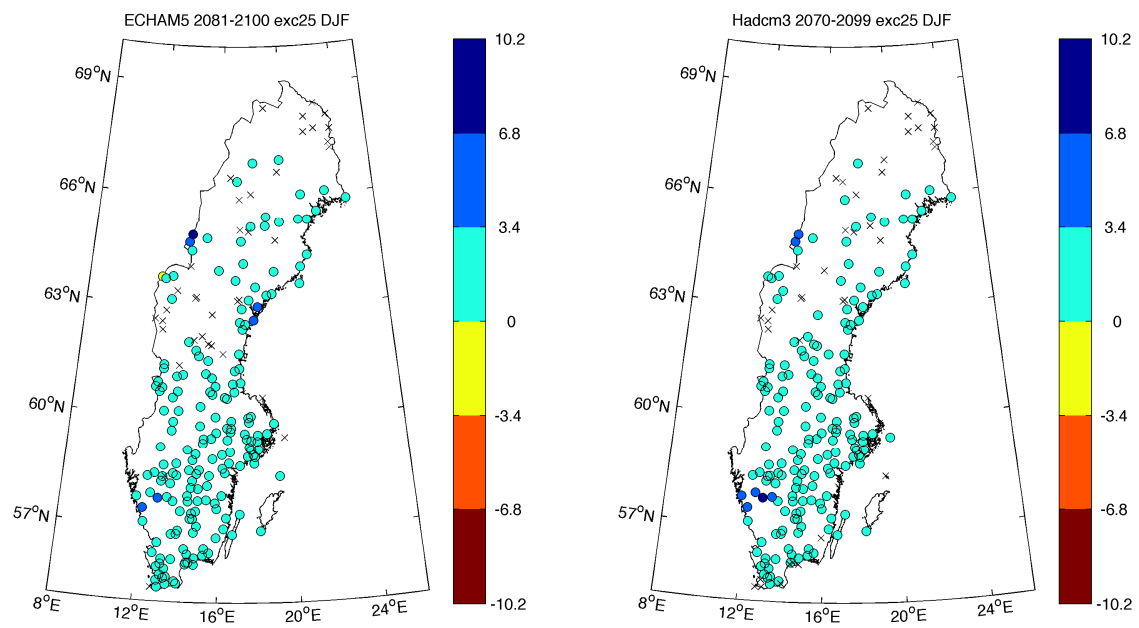 ECHAM5 2081-2100 exc25 DJF
69°N
66°N
63°N
60°N
57°N
8°E
12°E
16°E
20°E
24°E
10.2
6.8
3.4
0
-3.4
-6.8
-10.2
Hadcm3 2070-2099 exc25 DJF
69°N
66°N
63°N
60°N
57°N
8°E
12°E
16°E
20°E
24°E
10.2
6.8
3.4
0
-3.4
-6.8
-10.2